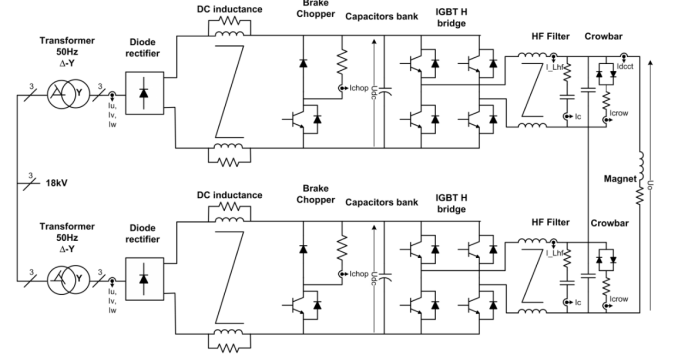 DC inductance
Brake
Chopper
Capacitors bank
IGBT H
bridge
HF Filter
Crowbar
Transformer
50Hz
Δ-Y
Diode
rectifier
3
Y
3
Iu,
Iv,
Iw
Ichop
Udc
I_Lhf
Ic
Idcct
Icrow
3
18kV
Magnet
Uo
DC inductance
Brake
Chopper
Capacitors bank
IGBT H
bridge
HF Filter
Crowbar
Transformer
50Hz
Δ-Y
Diode
rectifier
3
Y
3
Iu,
Iv,
Iw
Ichop
Udc
I_Lhf
Ic
Icrow